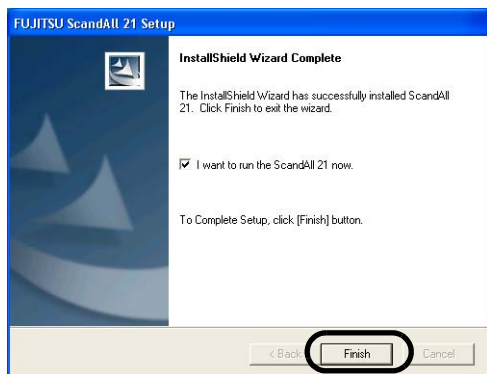 FUJITSU ScandAll 21 Setup
InstallShield Wizard Complete
The InstallShield Wizard has successfully installed ScandAll
21. Click Finish to exit the wizard.
I want to run the ScandAll 21 now.
To Complete Setup, click [Finish] button.
< Back Finish Cancel